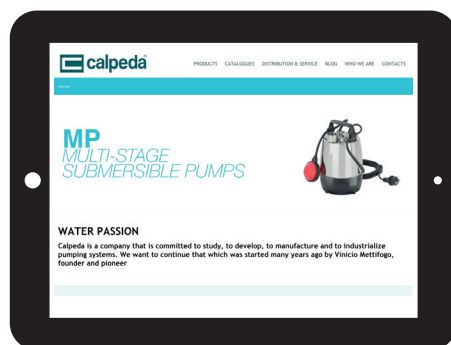 calpeda
PRODUCTS CATALOGUES DISTRIBUTION & SERVICE BLOG WHO WE ARE CONTACTS
Home
MP
MULTI-STAGE
SUBMERSIBLE PUMPS
WATER PASSION
Calpeda is a company that is committed to study, to develop, to manufacture and to industrialize
pumping systems. We want to continue that which was started many years ago by Vinicio Mettifogo,
founder and pioneer